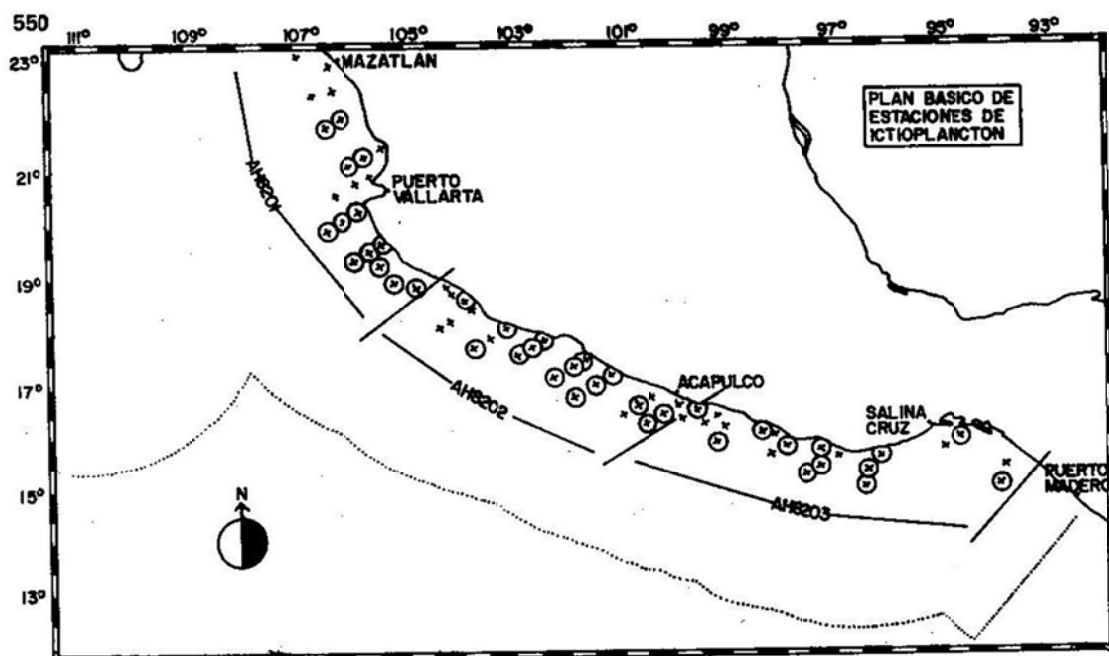 550
111° 109° 107° 105° 103° 101° 99° 97° 95° 93°
23°
MAZATLAN
PLAN BASICO DE
ESTACIONES DE
ICTIOPLANCTON
21°
AH8201
PUERTO
VALLARTA
19°
17°
AH8202
ACAPULCO
SALINA
CRUZ
15°
AH8203
PUERTO
MADERO
N
13°